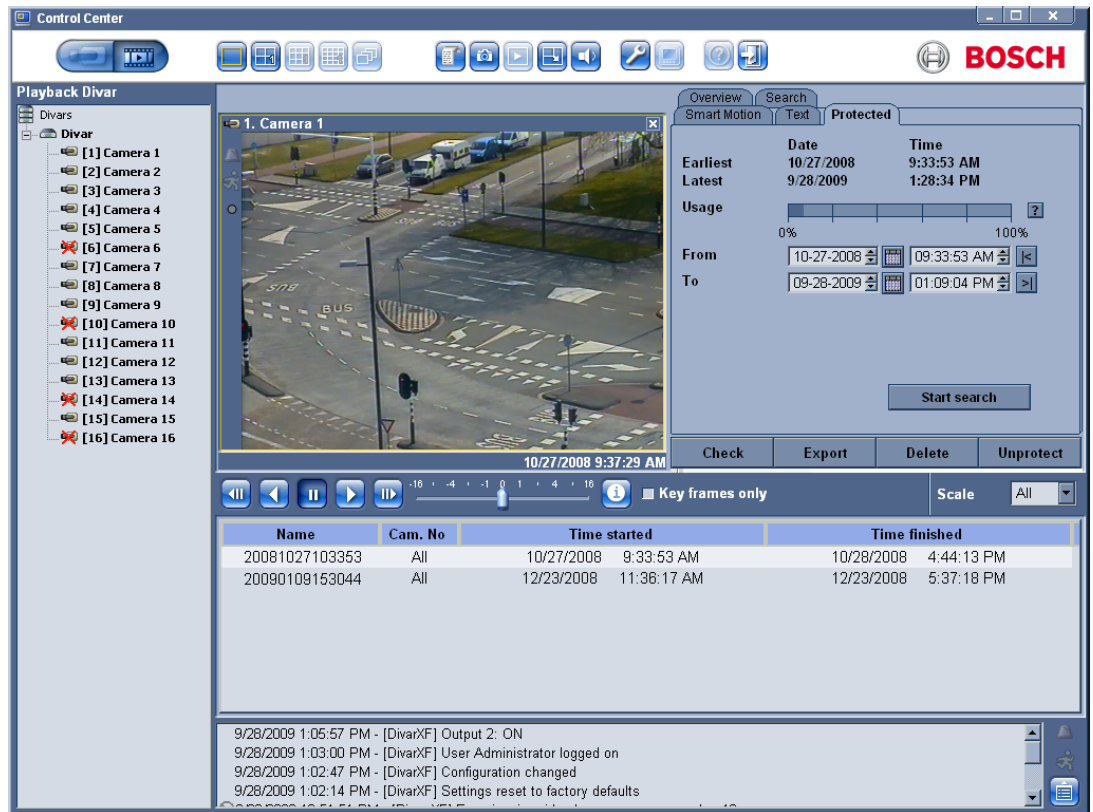 Control Center
BOSCH
Playback Divar
Divars
Divar
[1] Camera 1
[2] Camera 2
[3] Camera 3
[4] Camera 4
[5] Camera 5
[6] Camera 6
[7] Camera 7
[8] Camera 8
[9] Camera 9
[10] Camera 10
[11] Camera 11
[12] Camera 12
[13] Camera 13
[14] Camera 14
[15] Camera 15
[16] Camera 16
1. Camera 1
BUS
10/27/2008 9:37:29 AM
Overview Search
Smart Motion Text Protected
Date Time
Earliest 10/27/2008 9:33:53 AM
Latest 9/28/2009 1:28:34 PM
Usage ?
0% 100%
From 10-27-2008 09:33:53 AM |<
To 09-28-2009 01:09:04 PM >|
Start search
Check Export Delete Unprotect
-16 -4 -1 0 1 4 16 Key frames only Scale All
Name Cam. No Time started Time finished
20081027103353 All 10/27/2008 9:33:53 AM 10/28/2008 4:44:13 PM
20090109153044 All 12/23/2008 11:36:17 AM 12/23/2008 5:37:18 PM
9/28/2009 1:05:57 PM - [DivarXF] Output 2: ON
9/28/2009 1:03:00 PM - [DivarXF] User Administrator logged on
9/28/2009 1:02:47 PM - [DivarXF] Configuration changed
9/28/2009 1:02:14 PM - [DivarXF] Settings reset to factory defaults